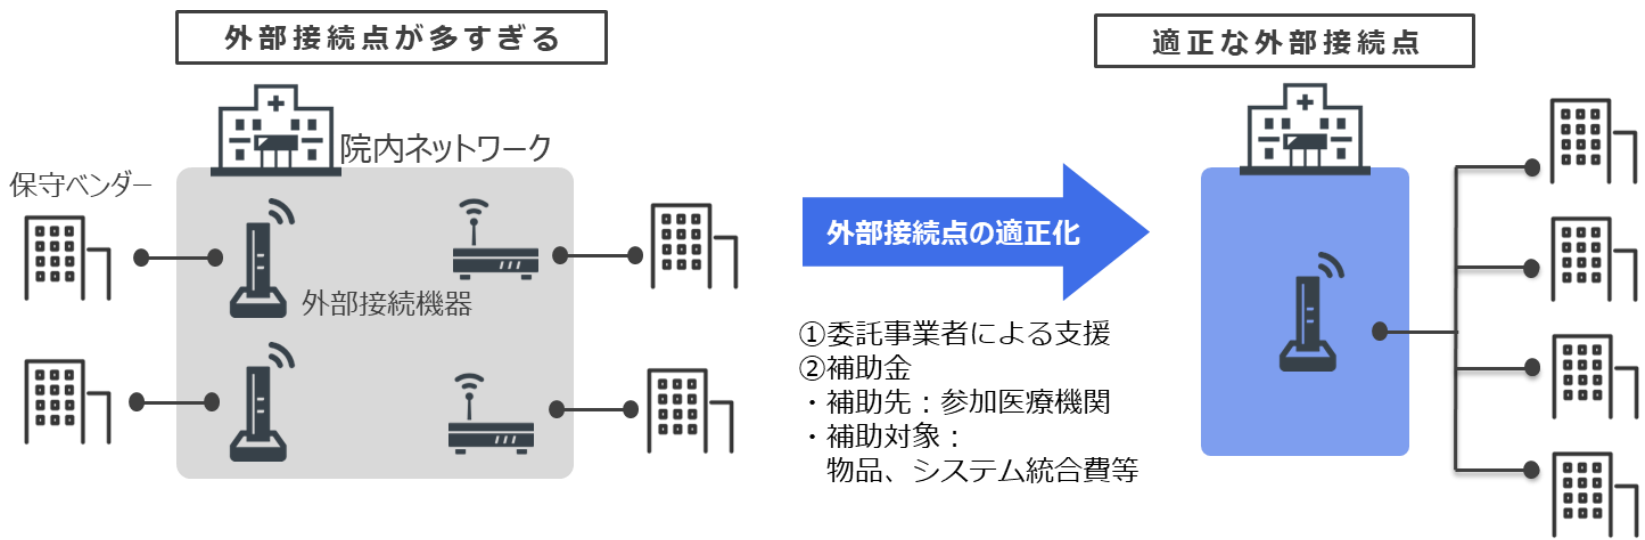 外部接続点が多すぎる
院内ネットワーク
保守ベンダー
外部接続機器
外部接続点の適正化
①委託事業者による支援
②補助金
・補助先：参加医療機関
・補助対象：
物品、システム統合費等
適正な外部接続点